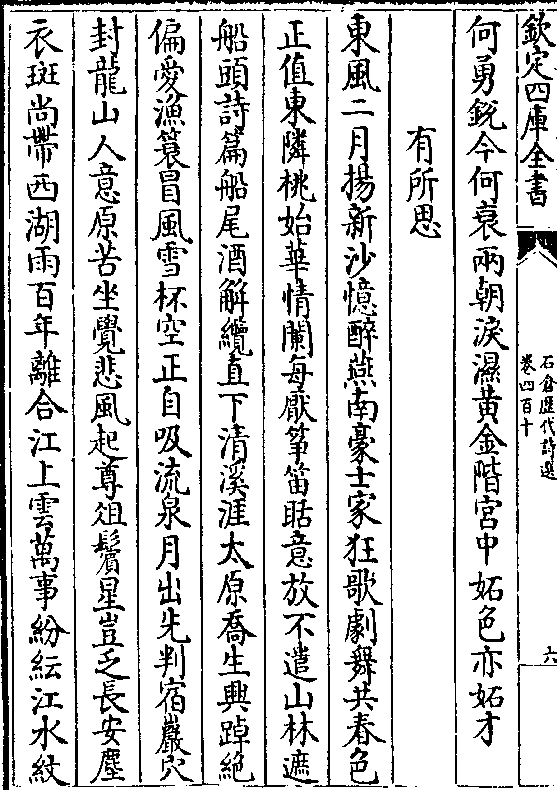 欽定四庫全書
石倉歷代詩選
卷四百十
六
何勇鋭今何衰兩朝淚濕黃金階宮中妬色亦妬才
有所思
東風二月揚新沙憶醉燕南豪士家狂歌劇舞共春色
正值東隣桃始華情闌每厭箏笛聒意放不遣山林遮
船頭詩篇船尾酒解纜直下清溪涯太原喬生興踔絶
偏愛漁簑冒風雪杯空正自吸流泉月出先判宿巖穴
封龍山人意原苦坐覺悲風起尊俎鬢星豈乏長安塵
衣斑尚帶西湖雨百年離合江上雲萬事紛紜江水紋